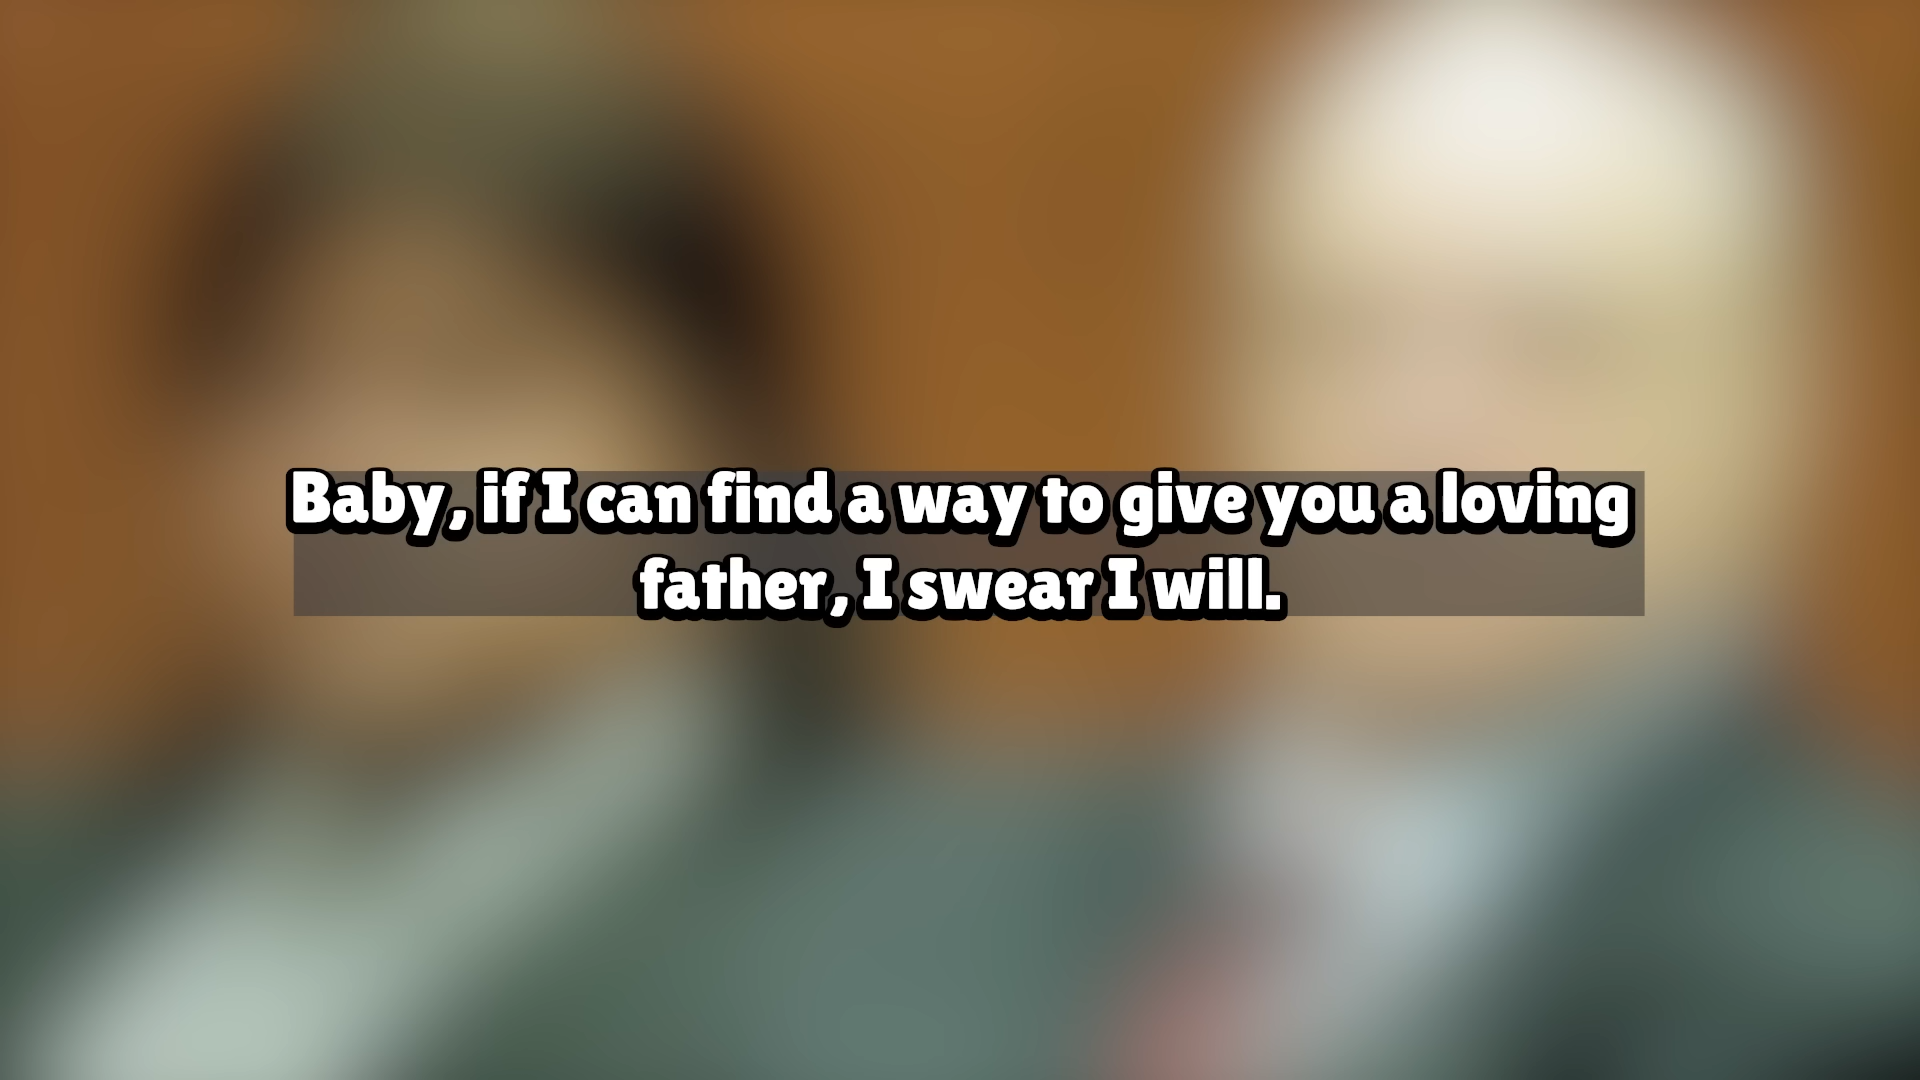 Baby, if I can find a way to give you a loving
father, I swear I will.